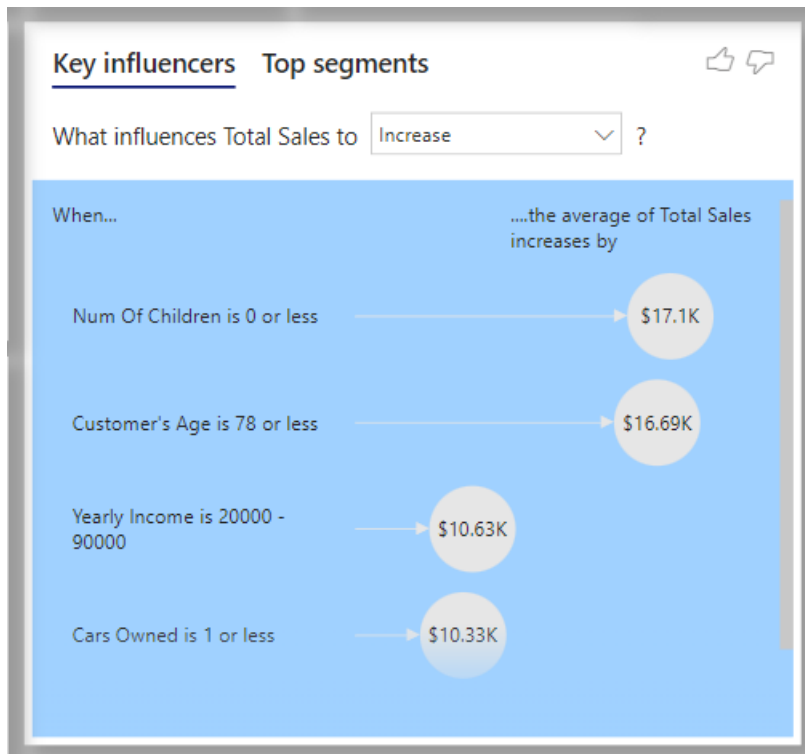 Key influencers Top segments
What influences Total Sales to Increase ?
When... ....the average of Total Sales
increases by
Num Of Children is 0 or less $17.1K
Customer's Age is 78 or less $16.69K
Yearly Income is 20000 -
90000 $10.63K
Cars Owned is 1 or less $10.33K